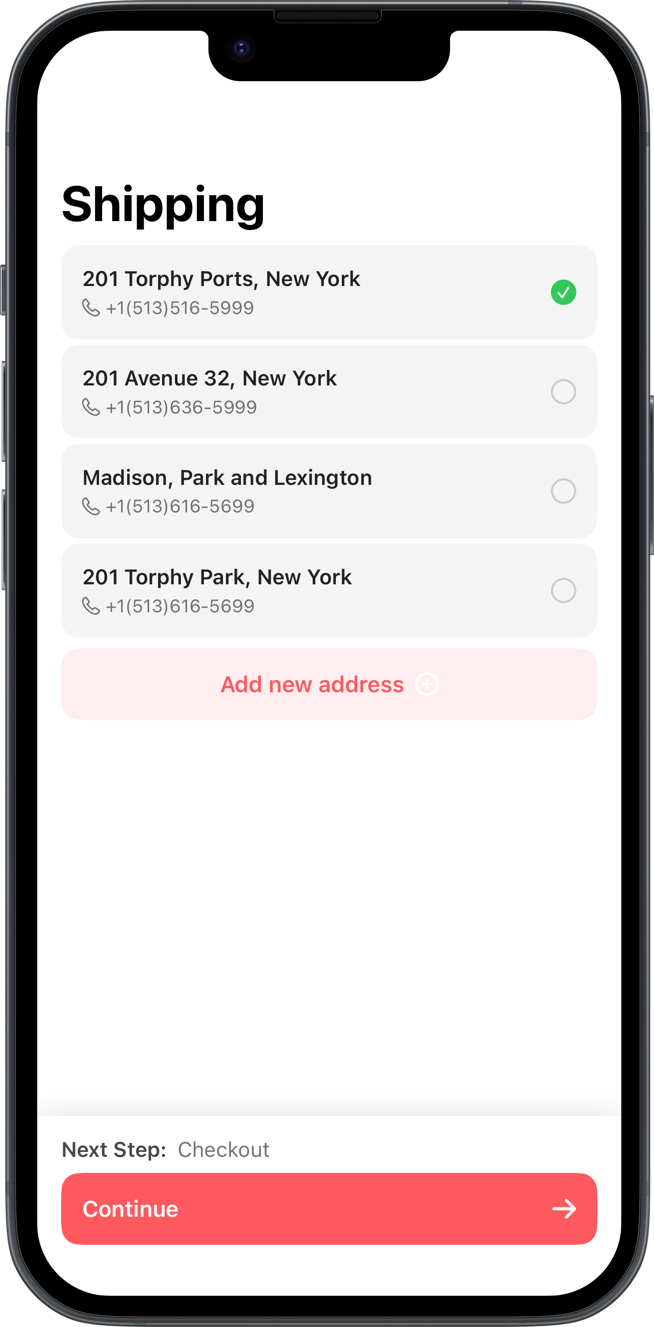 Shipping
201 Torphy Ports, New York
+1(513)516-5999
201 Avenue 32, New York
+1(513)636-5999
Madison, Park and Lexington
+1(513)616-5699
201 Torphy Park, New York
+1(513)616-5699
Add new address
Next Step: Checkout
Continue